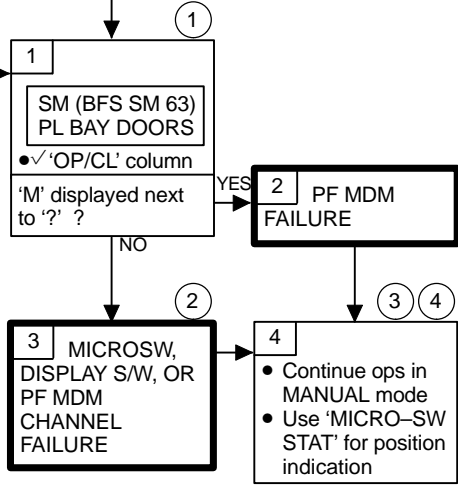 1
1
SM (BFS SM 63)
PL BAY DOORS
●✓ 'OP/CL' column
'M' displayed next
to '?' ?
YES
NO
2 PF MDM
FAILURE
2
3 MICROSW,
DISPLAY S/W, OR
PF MDM
CHANNEL
FAILURE
3 4
4
● Continue ops in
MANUAL mode
● Use 'MICRO–SW
STAT' for position
indication